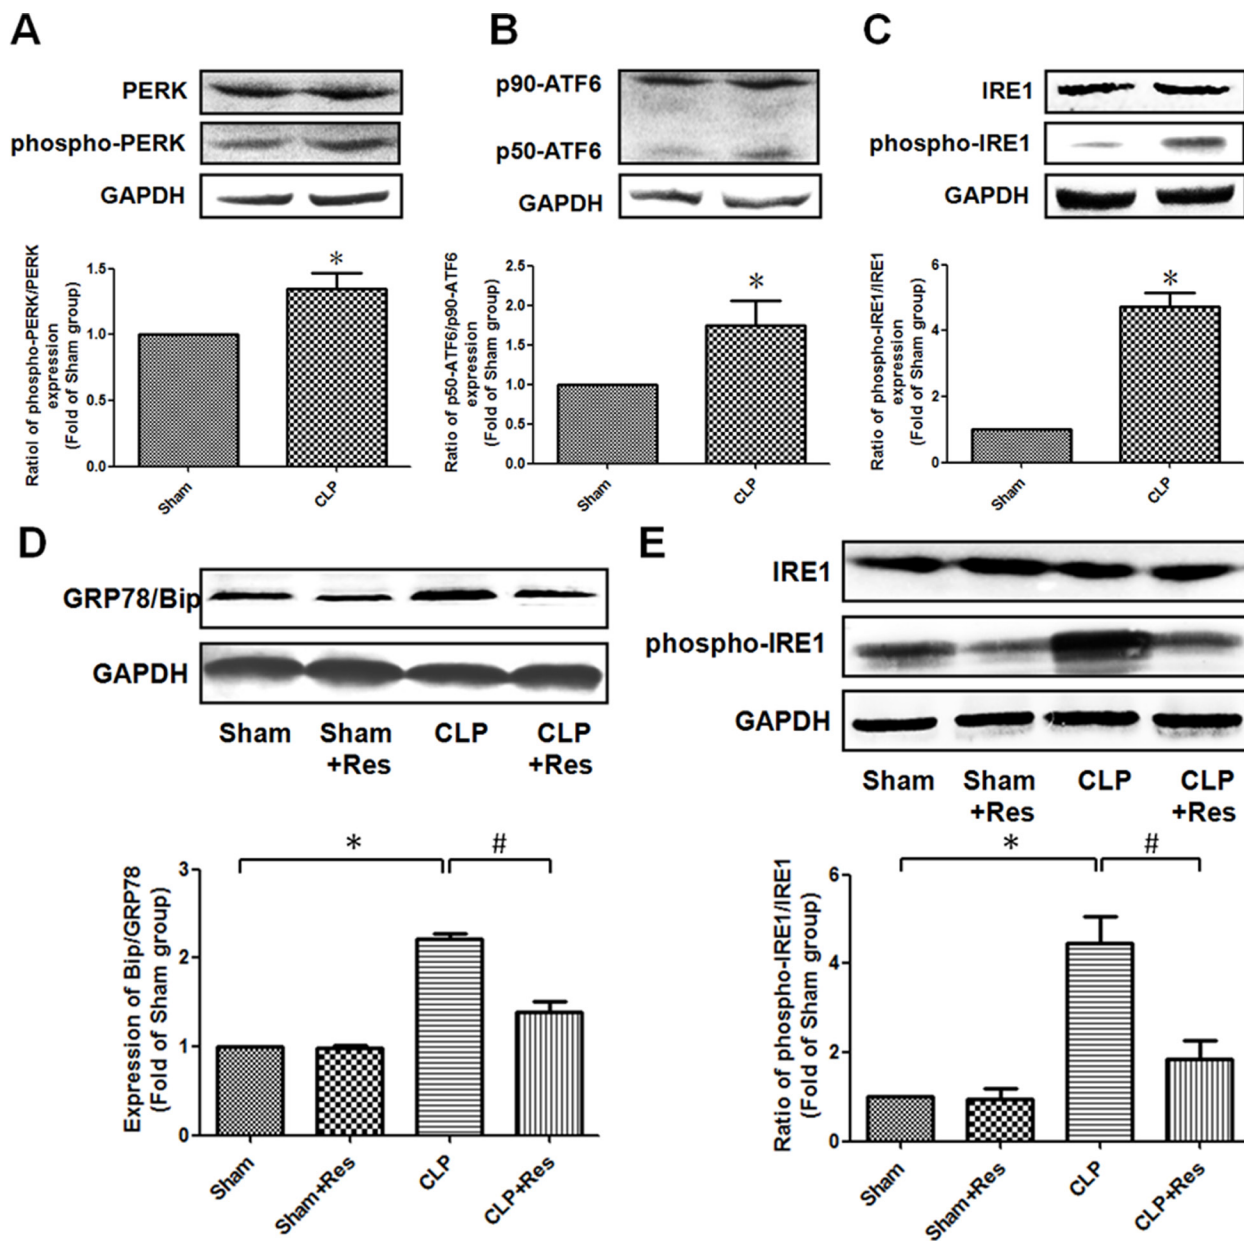 A
PERK
phospho-PERK
GAPDH
Ratiol of phospho-PERK/PERK
expression
(Fold of Sham group)
1.5
1.0
0.5
0.0
*
Sham
CLP
B
p90-ATF6
p50-ATF6
GAPDH
Ratio of p50-ATF6/p90-ATF6
expression
(Fold of Sham group)
2.5
2.0
1.5
1.0
0.5
0.0
*
Sham
CLP
C
IRE1
phospho-IRE1
GAPDH
Ratio of phospho-IRE1/IRE1
expression
(Fold of Sham group)
6
4
2
0
*
Sham
CLP
D
GRP78/Bip
GAPDH
Sham
Sham
+Res
CLP
CLP
+Res
Expression of Bip/GRP78
(Fold of Sham group)
3
2
1
0
*
#
Sham
Sham+Res
CLP
CLP+Res
E
IRE1
phospho-IRE1
GAPDH
Sham
Sham
+Res
CLP
CLP
+Res
Ratio of phospho-IRE1/IRE1
(Fold of Sham group)
6
4
2
0
*
#
Sham
Sham+Res
CLP
CLP+Res